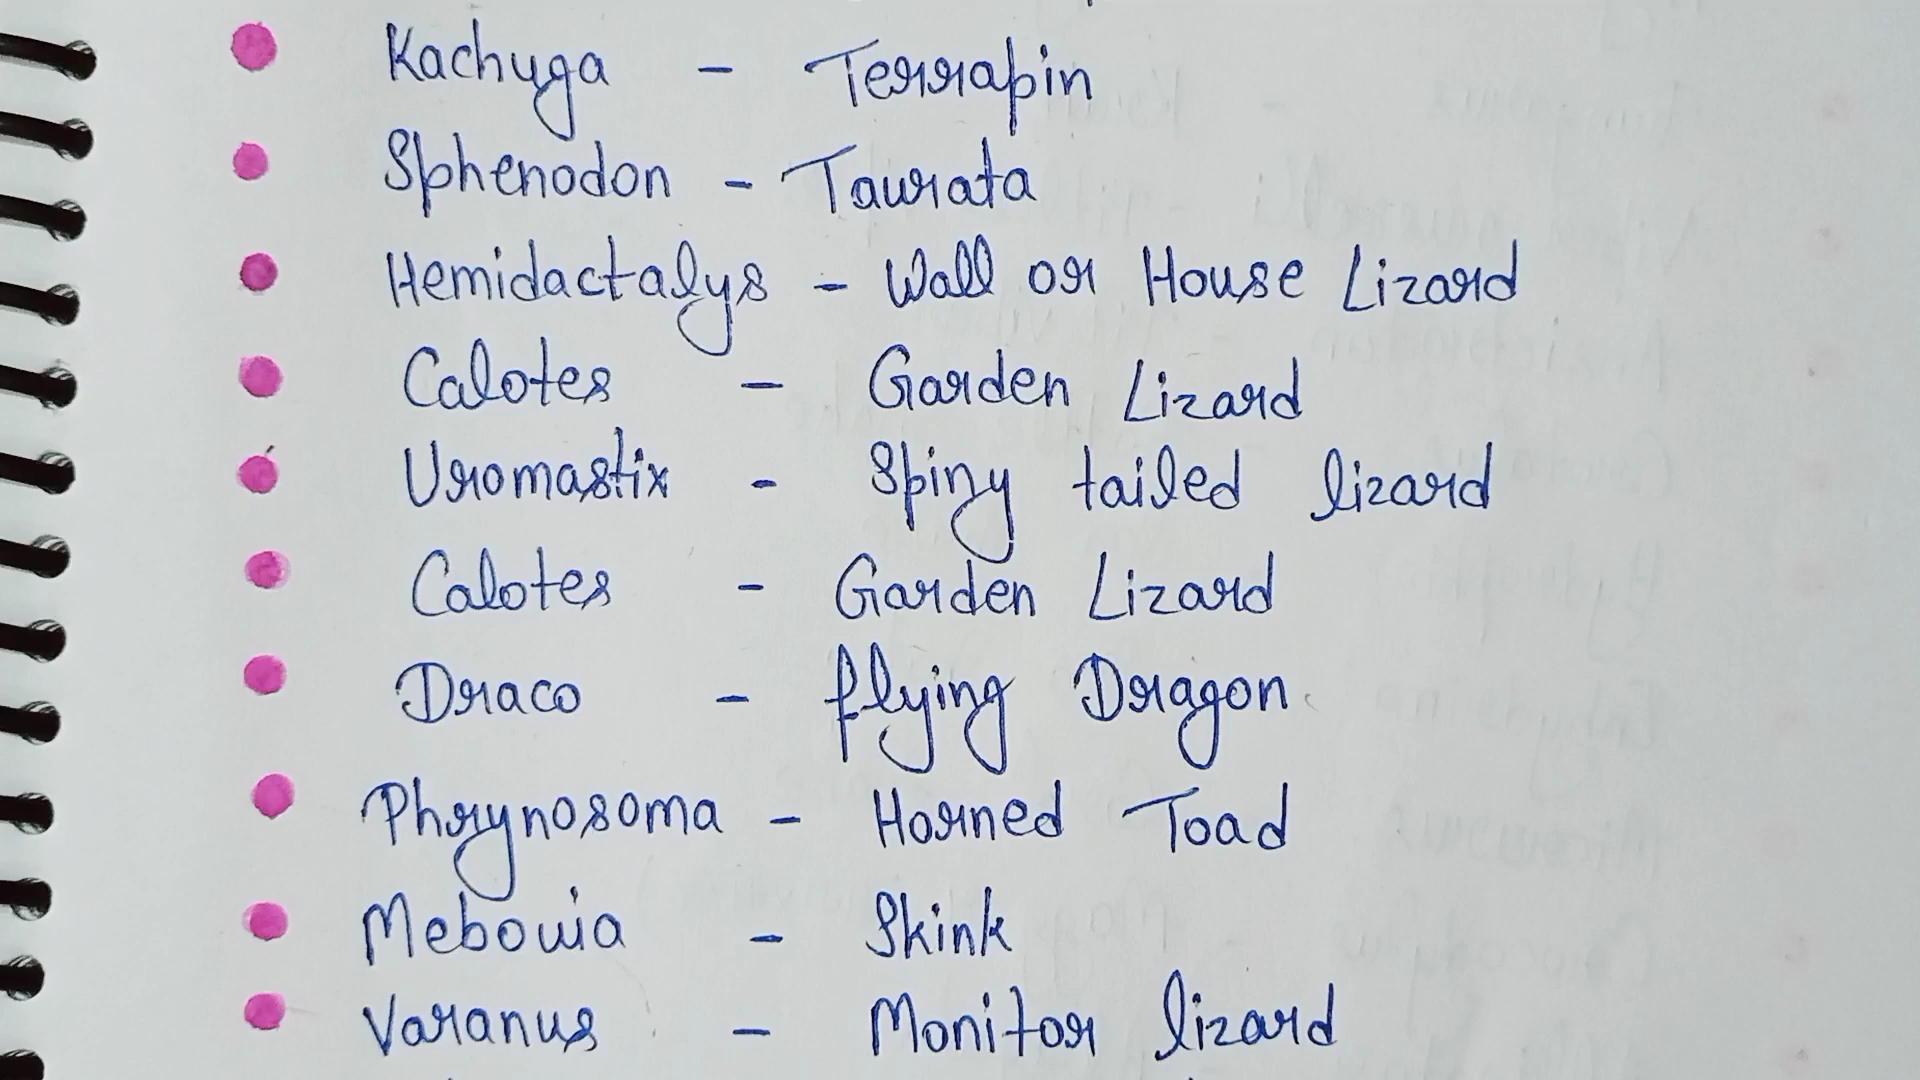 Kachuga - Terrapin
Sphenodon - Taurata
Hemidactalys - Wall or House Lizard
Calotes - Garden Lizard
Uromastix - Spiny tailed lizard
Calotes - Garden Lizard
Draco - flying Dragon
Phrynosoma - Horned Toad
Mebouia - Skink
Varanus - Monitor lizard